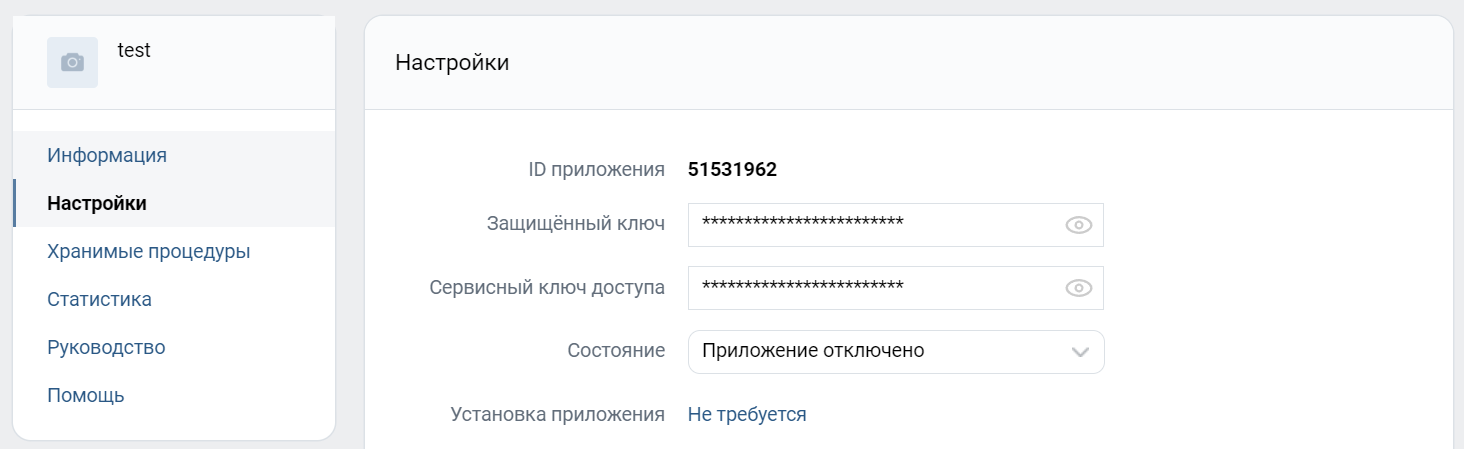 test
Информация
Настройки
Хранимые процедуры
Статистика
Руководство
Помощь
Настройки
ID приложения 51531962
Защищённый ключ ************************
Сервисный ключ доступа ************************
Состояние Приложение отключено
Установка приложения Не требуется